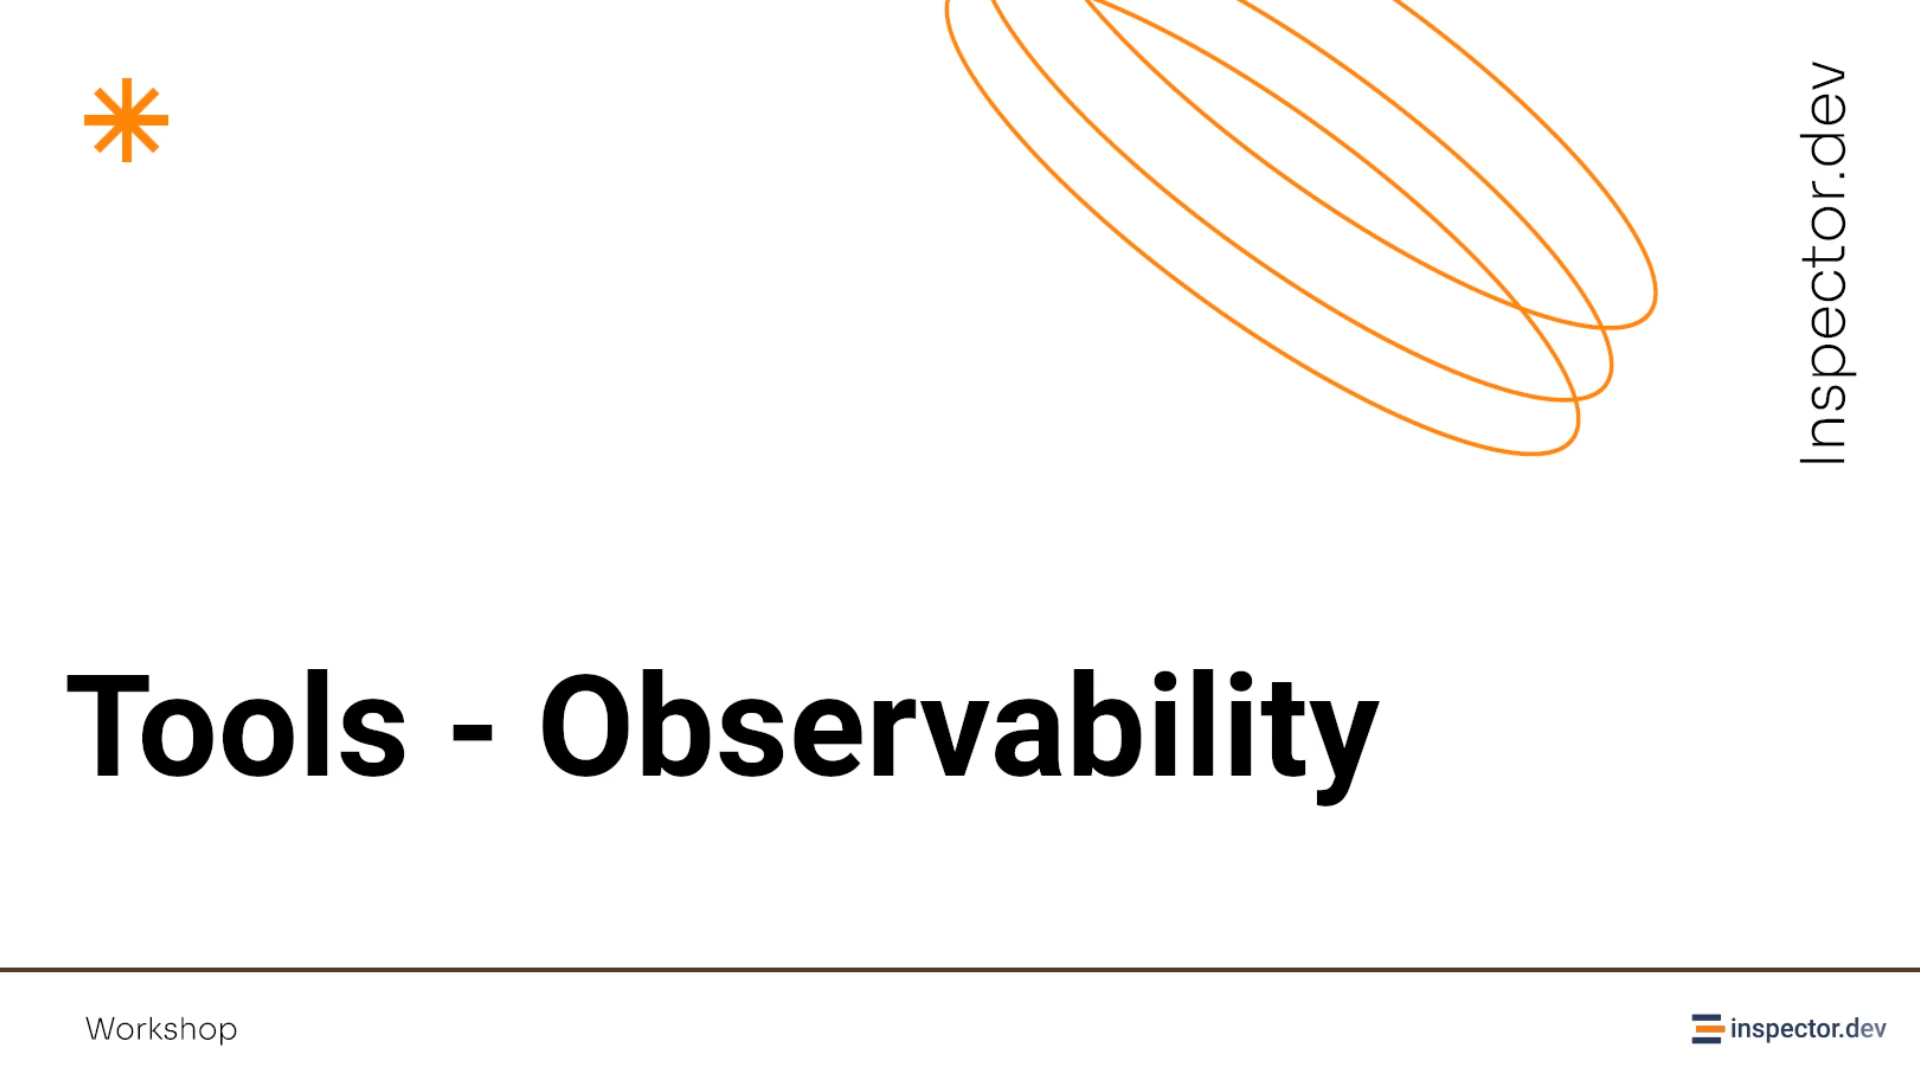 Inspector.dev
Tools - Observability
Workshop
inspector.dev